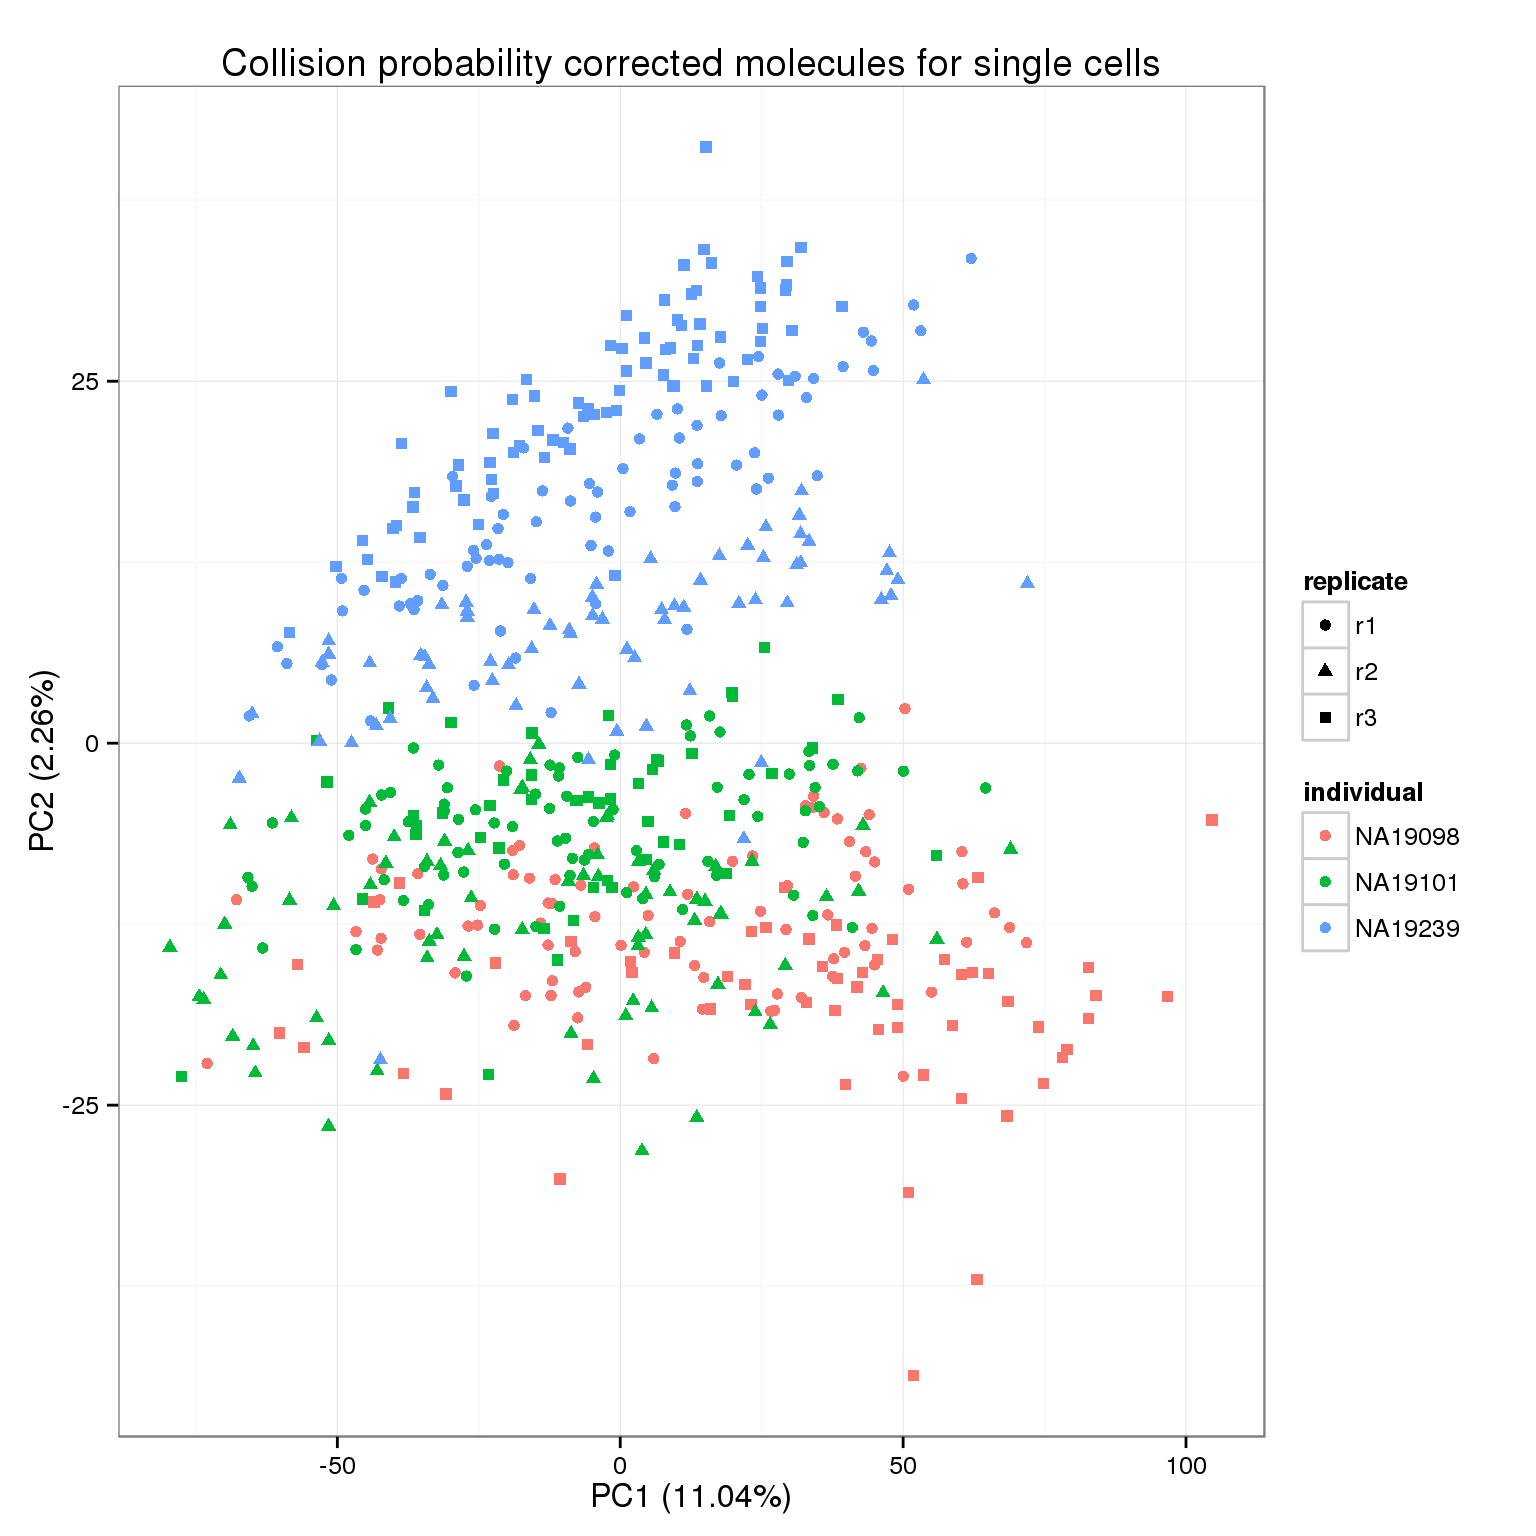 Collision probability corrected molecules for single cells
25
0
-25
PC2 (2.26%)
-50
0
50
100
PC1 (11.04%)
replicate
r1
r2
r3
individual
NA19098
NA19101
NA19239